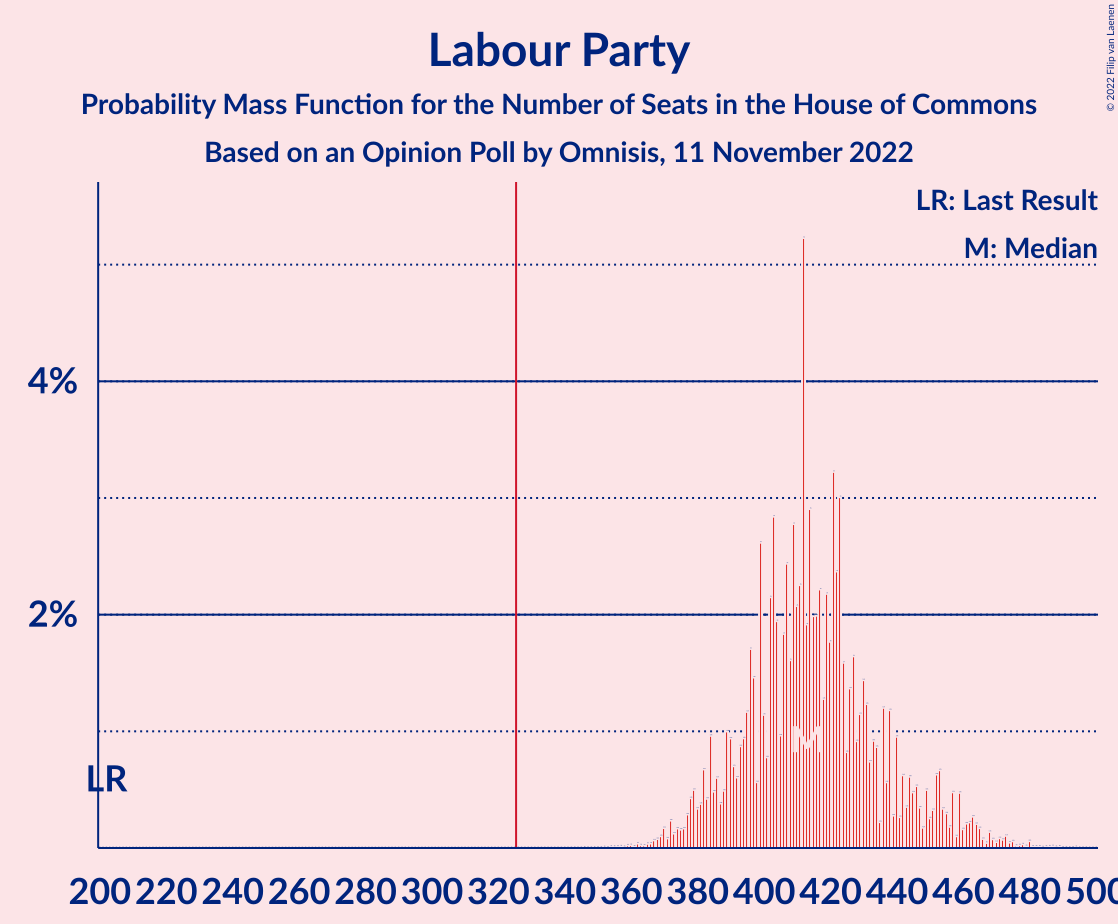 Labour Party
Probability Mass Function for the Number of Seats in the House of Commons
Based on an Opinion Poll by Omnisis, 11 November 2022
© 2022 Filip van Laenen
LR: Last Result
M: Median
4%
2%
LR
M
200 220 240 260 280 300 320 340 360 380 400 420 440 460 480 500